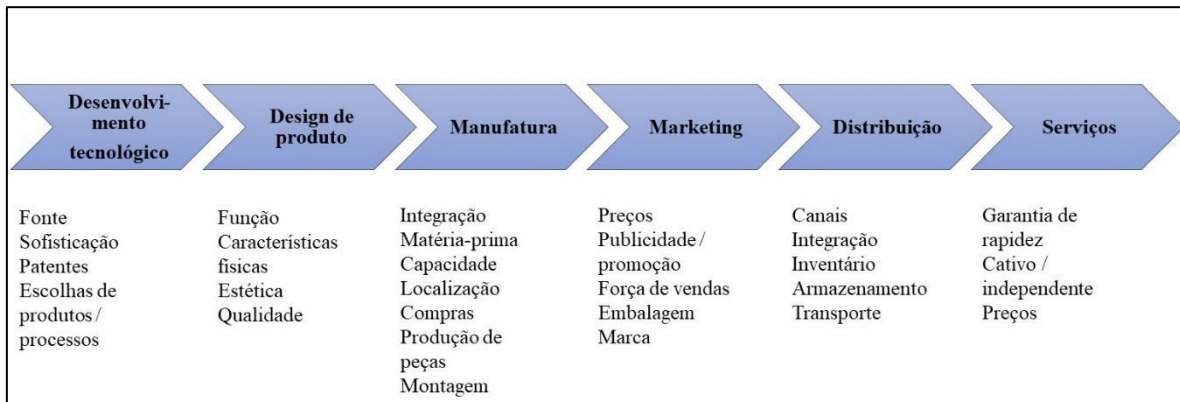 Desenvolvi-
mento
tecnológico
Design de
produto
Manufatura
Marketing
Distribuição
Serviços
Fonte
Sofisticação
Patentes
Escolhas de
produtos /
processos
Função
Características
físicas
Estética
Qualidade
Integração
Matéria-prima
Capacidade
Localização
Compras
Produção de
peças
Montagem
Preços
Publicidade /
promoção
Força de vendas
Embalagem
Marca
Canais
Integração
Inventário
Armazenamento
Transporte
Garantia de
rapidez
Cativo /
independente
Preços